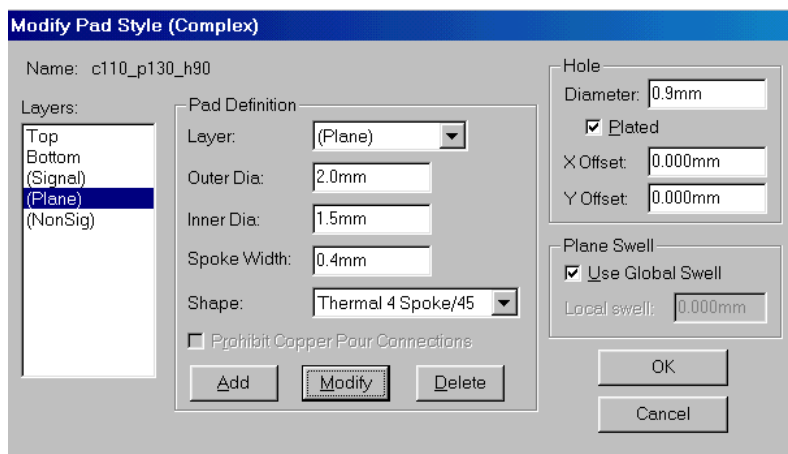 Modify Pad Style (Complex)
Name: c110_p130_h90
Layers:
Top
Bottom
(Signal)
(Plane)
(NonSig)
Pad Definition
Layer: (Plane)
Outer Dia: 2.0mm
Inner Dia: 1.5mm
Spoke Width: 0.4mm
Shape: Thermal 4 Spoke/45
Prohibit Copper Pour Connections
Add Modify Delete
Hole
Diameter: 0.9mm
Plated
X Offset: 0.000mm
Y Offset: 0.000mm
Plane Swell
Use Global Swell
Local swell: 0.000mm
OK
Cancel